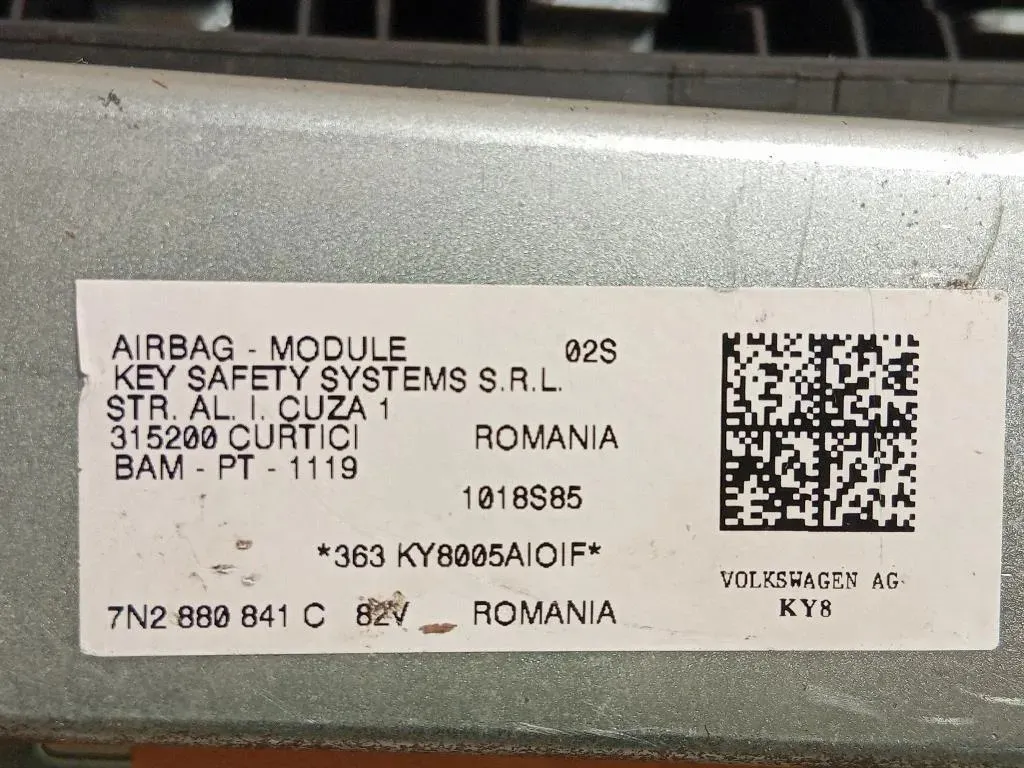 AIRBAG - MODULE 02S
KEY SAFETY SYSTEMS S.R.L.
STR. AL. I. CUZA 1
315200 CURTICI ROMANIA
BAM - PT - 1119
1018S85
*363 KY8005AIOIF*
7N2 880 841 C 82V ROMANIA
VOLKSWAGEN AG
KY8